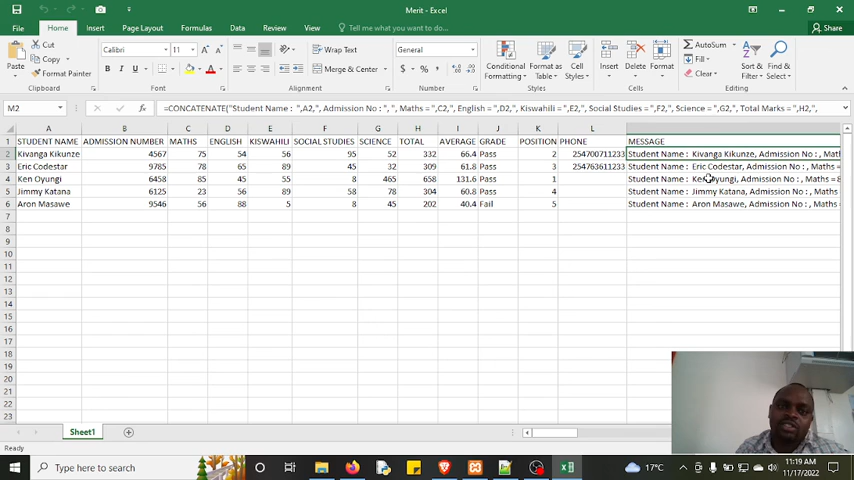 Merit - Excel
File Home Insert Page Layout Formulas Data Review View Tell me what you want to do... Share
Paste Cut Copy Format Painter Calibri 11 Wrap Text General Conditional Formatting Format as Table Cell Styles Insert Delete Format AutoSum Fill Clear Sort & Filter Find & Select
B I U Merge & Center $ % ,
Clipboard Font Alignment Number Styles Cells Editing
M2 fx =CONCATENATE("Student Name : ",A2,", Admission No : ", ", Maths = ",C2,", English = ",D2,", Kiswahili = ",E2,", Social Studies = ",F2,", Science = ",G2,", Total Marks = ",H2,",
A B C D E F G H I J K L M
1 STUDENT NAME ADMISSION NUMBER MATHS ENGLISH KISWAHILI SOCIAL STUDIES SCIENCE TOTAL AVERAGE GRADE POSITION PHONE MESSAGE
2 Kivanga Kikunze 4567 75 54 56 95 52 332 66.4 Pass 2 254700711233 Student Name : Kivanga Kikunze, Admission No : , Math
3 Eric Codestar 9785 78 65 89 45 32 309 61.8 Pass 3 254763611233 Student Name : Eric Codestar, Admission No : , Maths =
4 Ken Oyungi 6458 85 45 55 8 465 658 131.6 Pass 1 Student Name : Ken Oyungi, Admission No : , Maths = 8
5 Jimmy Katana 6125 23 56 89 58 78 304 60.8 Pass 4 Student Name : Jimmy Katana, Admission No : , Maths
6 Aron Masawe 9546 56 88 5 8 45 202 40.4 Fail 5 Student Name : Aron Masawe, Admission No : , Maths =
7
8
9
10
11
12
13
14
15
16
17
18
19
20
21
22
23
Sheet1
Ready
Type here to search 17°C 11:19 AM
11/17/2022